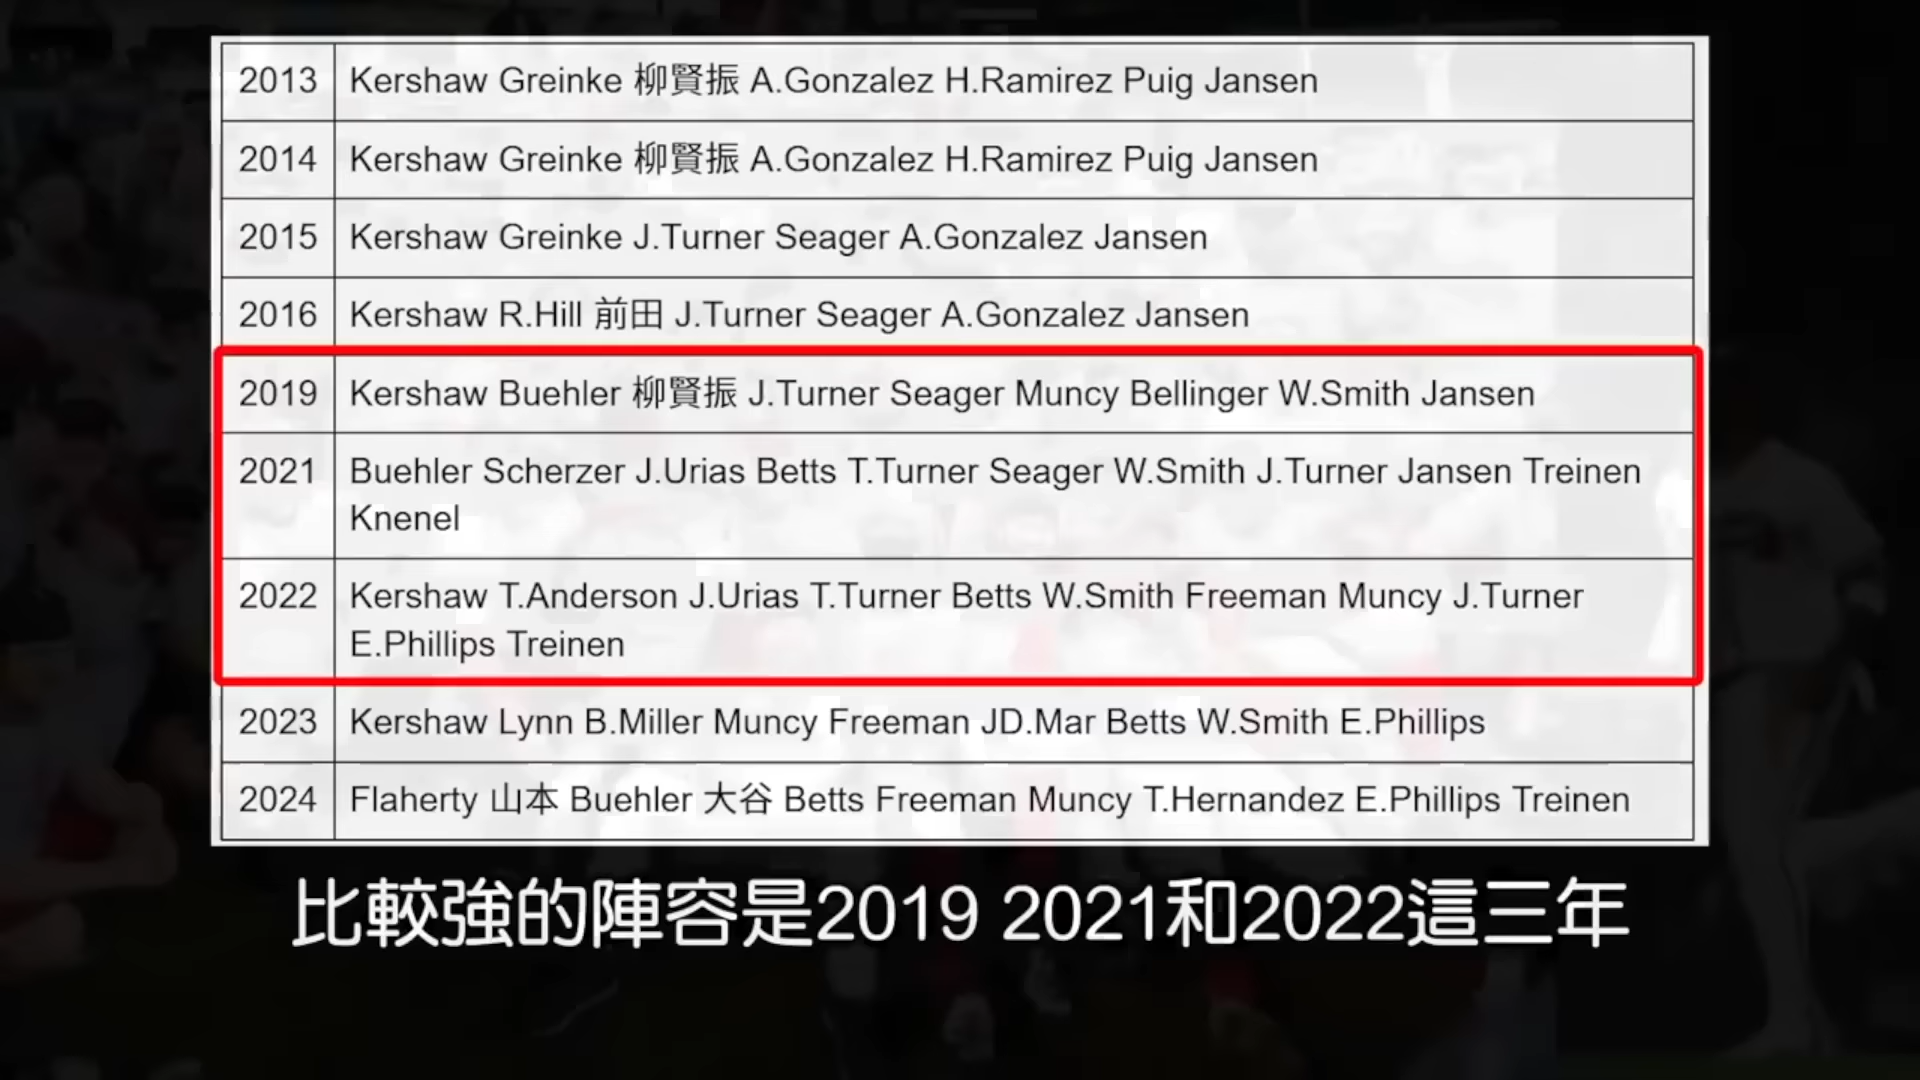 2013 Kershaw Greinke 柳賢振 A.Gonzalez H.Ramirez Puig Jansen
2014 Kershaw Greinke 柳賢振 A.Gonzalez H.Ramirez Puig Jansen
2015 Kershaw Greinke J.Turner Seager A.Gonzalez Jansen
2016 Kershaw R.Hill 前田 J.Turner Seager A.Gonzalez Jansen
2019 Kershaw Buehler 柳賢振 J.Turner Seager Muncy Bellinger W.Smith Jansen
2021 Buehler Scherzer J.Urias Betts T.Turner Seager W.Smith J.Turner Jansen Treinen
Knenel
2022 Kershaw T.Anderson J.Urias T.Turner Betts W.Smith Freeman Muncy J.Turner
E.Phillips Treinen
2023 Kershaw Lynn B.Miller Muncy Freeman JD.Mar Betts W.Smith E.Phillips
2024 Flaherty 山本 Buehler 大谷 Betts Freeman Muncy T.Hernandez E.Phillips Treinen
比較強的陣容是2019 2021和2022這三年